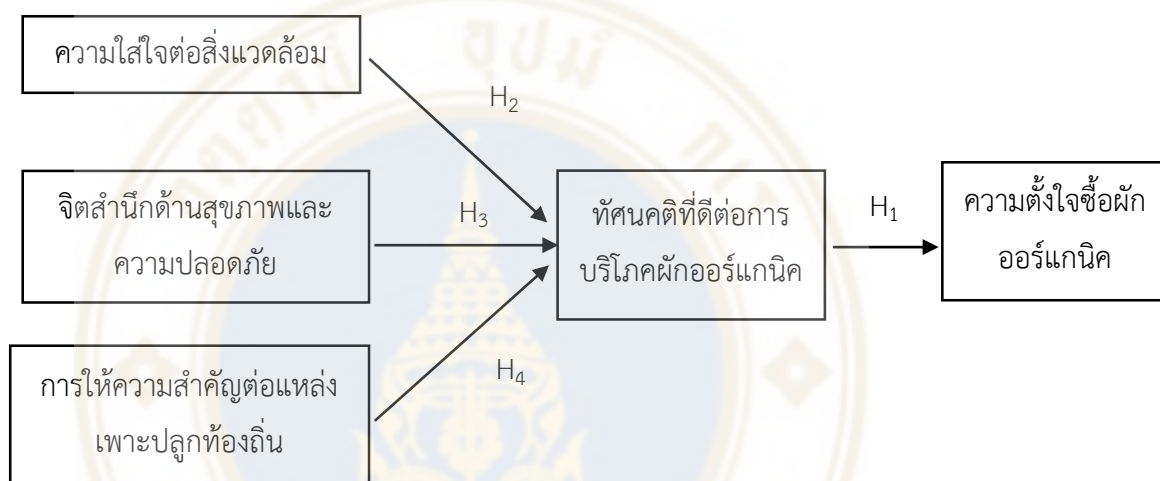 ความใส่ใจต่อสิ่งแวดล้อม
H2
จิตสำนึกด้านสุขภาพและ
ความปลอดภัย
H3
ทัศนคติที่ดีต่อการ
บริโภคผักออร์แกนิค
H1
ความตั้งใจซื้อผัก
ออร์แกนิค
การให้ความสำคัญต่อแหล่ง
เพาะปลูกท้องถิ่น
H4